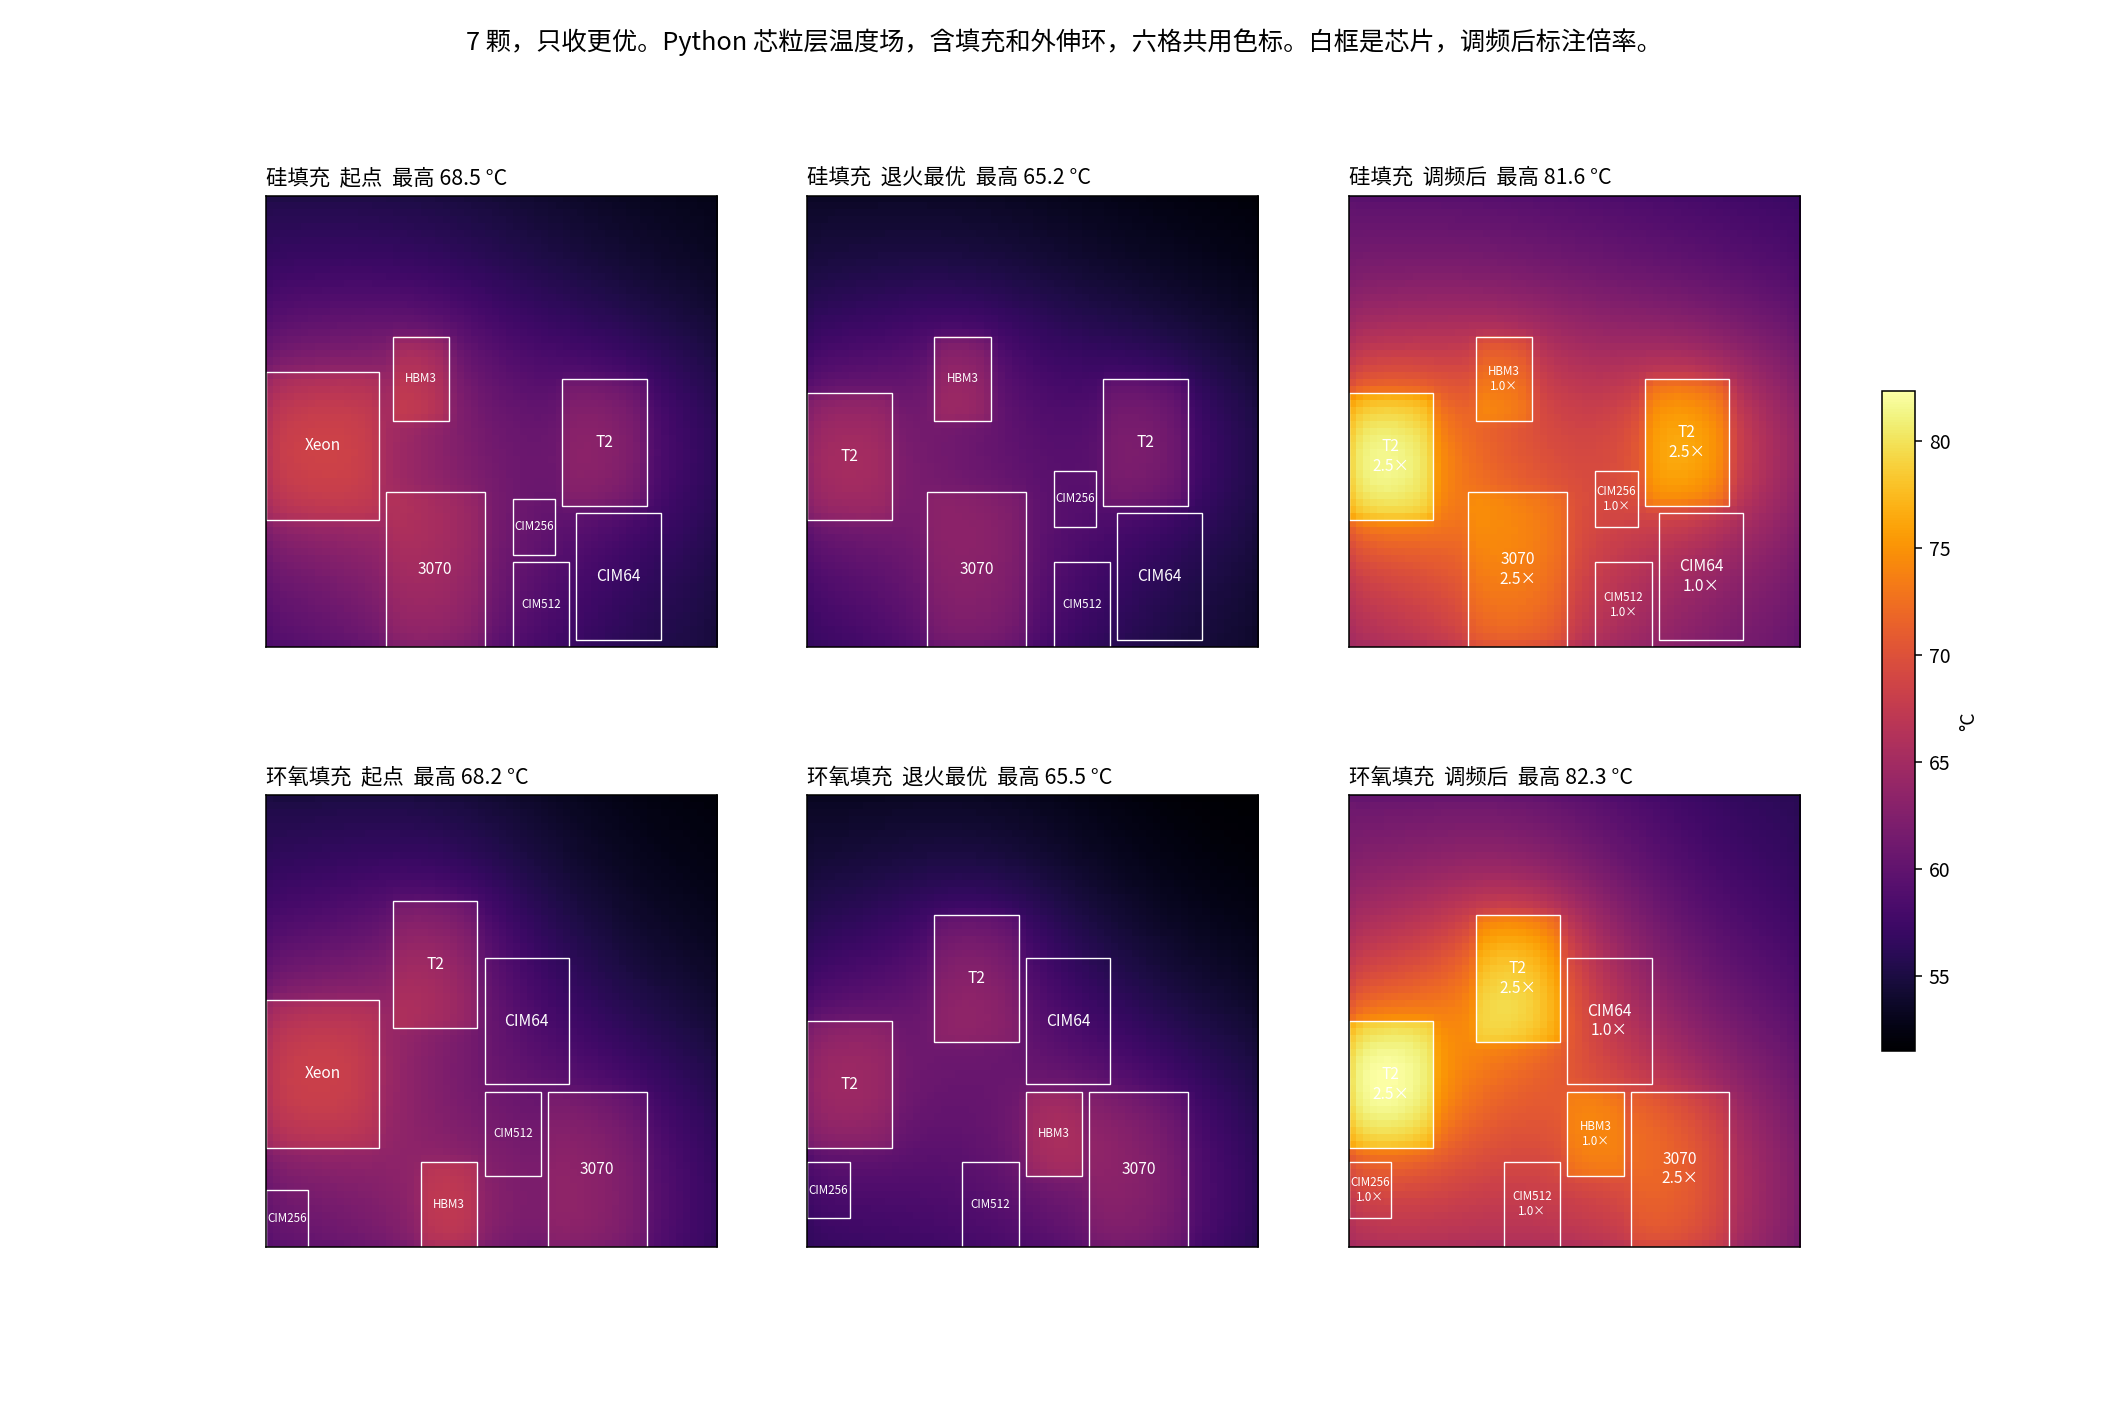 7 颗，只收更优。Python 芯粒层温度场，含填充和外伸环，六格共用色标。白框是芯片，调频后标注倍率。
硅填充 起点 最高 68.5 °C
Xeon
HBM3
T2
3070
CIM256
CIM512
CIM64
硅填充 退火最优 最高 65.2 °C
T2
HBM3
T2
3070
CIM256
CIM512
CIM64
硅填充 调频后 最高 81.6 °C
T2
2.5×
HBM3
1.0×
T2
2.5×
3070
2.5×
CIM256
1.0×
CIM512
1.0×
CIM64
1.0×
环氧填充 起点 最高 68.2 °C
T2
Xeon
CIM64
CIM512
3070
HBM3
CIM256
环氧填充 退火最优 最高 65.5 °C
T2
T2
CIM64
HBM3
3070
CIM256
CIM512
环氧填充 调频后 最高 82.3 °C
T2
2.5×
T2
2.5×
CIM64
1.0×
HBM3
1.0×
3070
2.5×
CIM256
1.0×
CIM512
1.0×
80
75
70
65
60
55
°C